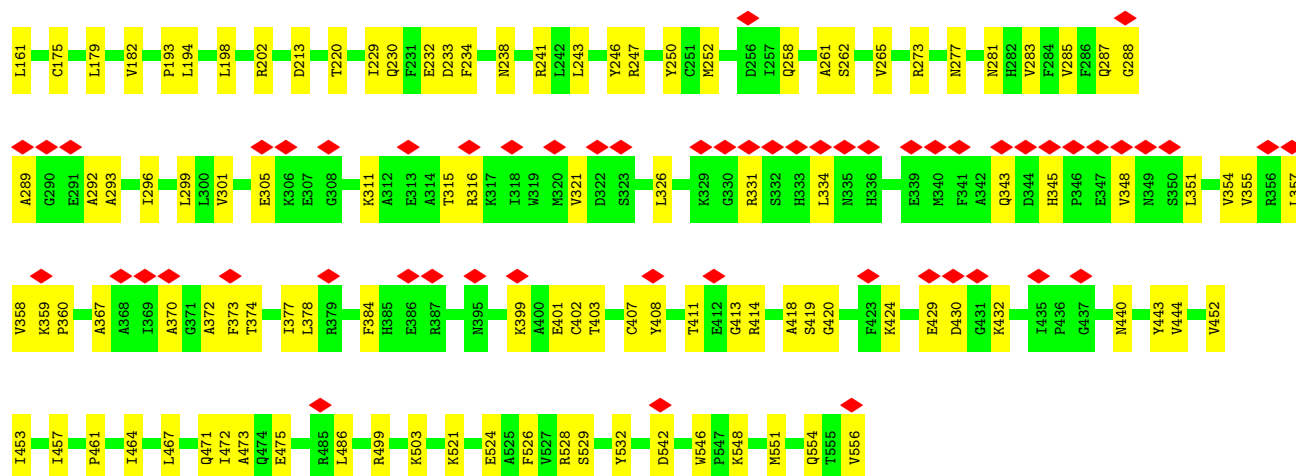 L161 C175 L179 V182 P193 L194 L198 R202 D213 T220 I229 Q230 F231 E232 D233 F234 N238 R241 L242 L243 Y246 R247 Y250 C251 M252 D256 I257 Q258 A261 S262 V265 R273 N277 N281 H282 V283 F284 V285 F286 Q287 G288
A289 G290 E291 A292 A293 I296 L299 L300 V301 E305 K306 E307 G308 K311 A312 E313 A314 T315 R316 K317 I318 W319 M320 V321 D322 S323 L326 K329 G330 R331 S332 H333 L334 N335 H336 E339 M340 F341 A342 Q343 D344 H345 P346 E347 V348 N349 S350 L351 V354 V355 R356 L357
V358 K359 P360 A367 A368 I369 A370 G371 A372 F373 T374 I377 L378 R379 F384 H385 E386 R387 N395 K399 A400 E401 C402 T403 C407 Y408 T411 E412 G413 R414 A418 S419 G420 F423 K424 E429 D430 G431 K432 I435 P436 G437 N440 Y443 V444 V452
I453 I457 P461 I464 L467 Q471 I472 A473 Q474 E475 R485 L486 R499 K503 K521 E524 A525 F526 V527 R528 S529 Y532 D542 W546 P547 K548 M551 Q554 T555 V556